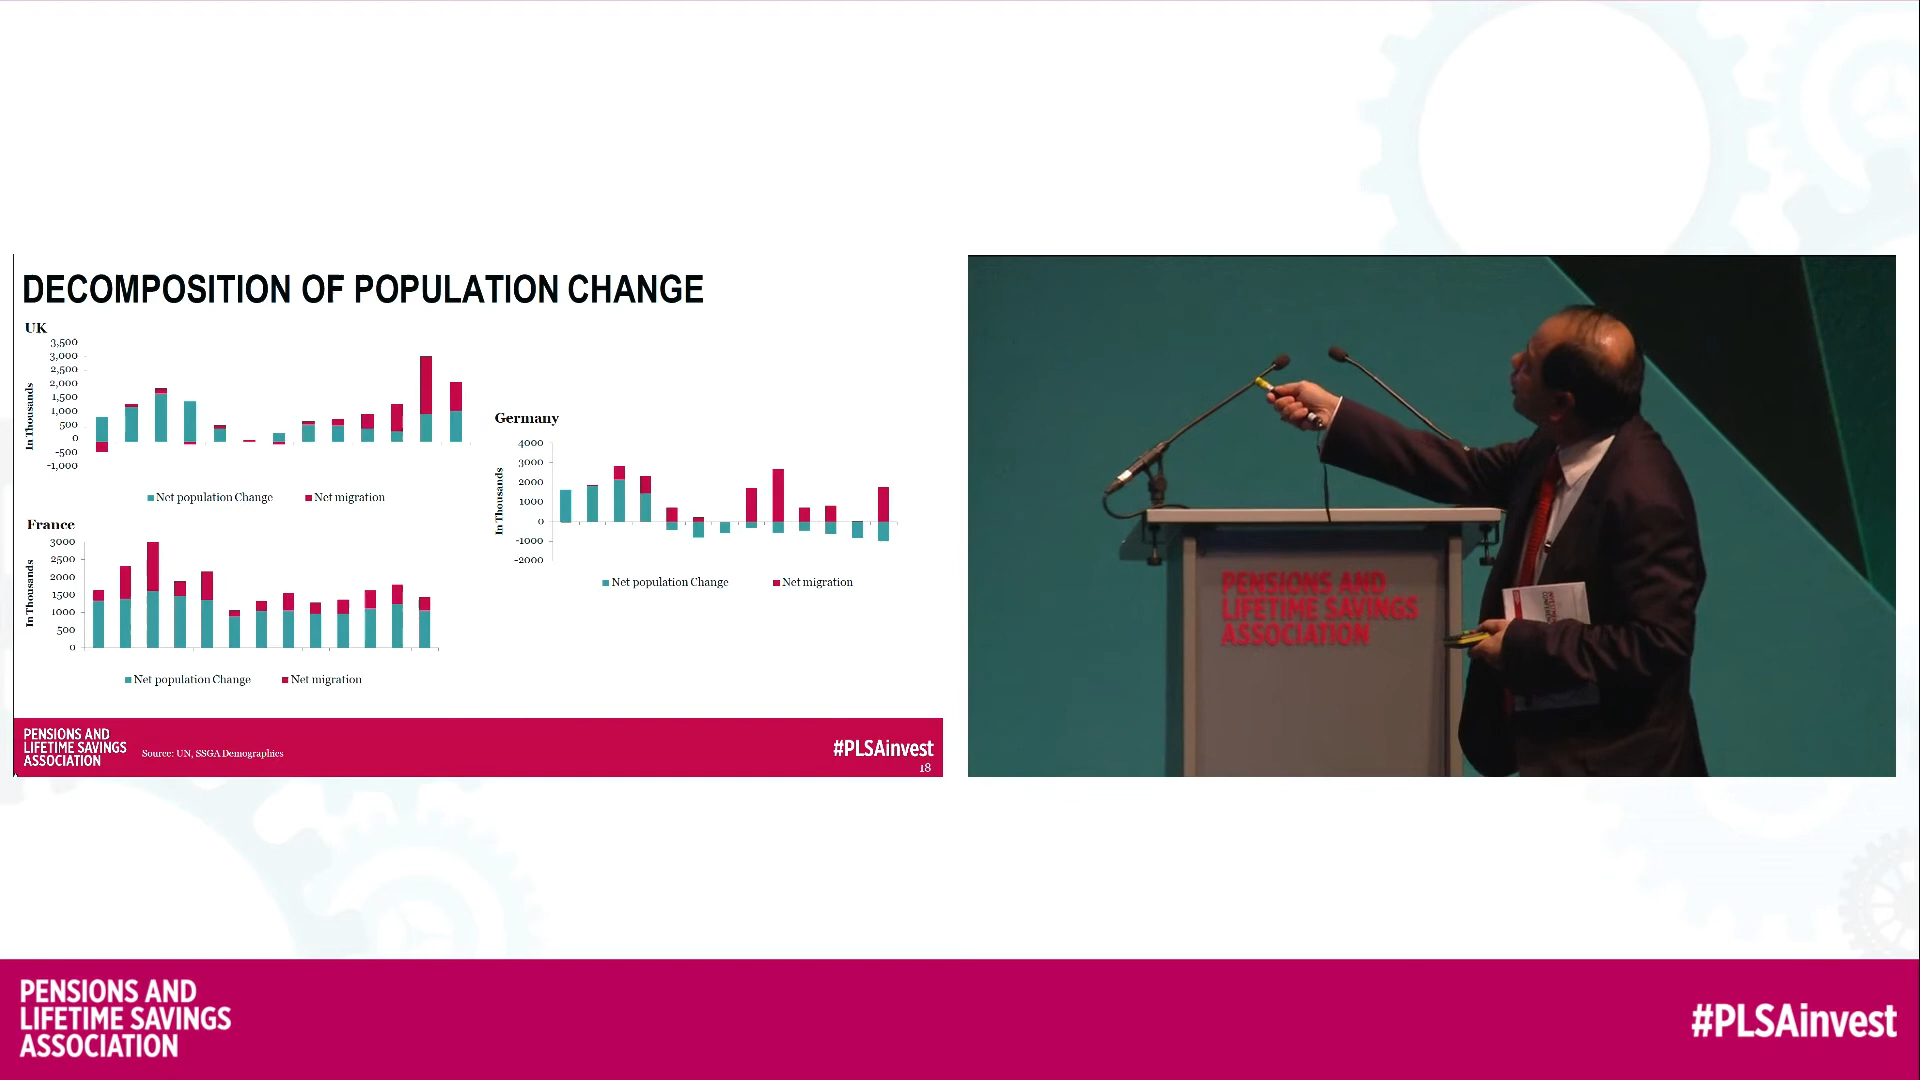 DECOMPOSITION OF POPULATION CHANGE
UK
3,500
3,000
2,500
2,000
1,500
1,000
500
0
-500
-1,000
In Thousands
Net population Change
Net migration
France
3000
2500
2000
1500
1000
500
0
In Thousands
Net population Change
Net migration
Germany
4000
3000
2000
1000
0
-1000
-2000
In Thousands
Net population Change
Net migration
PENSIONS AND
LIFETIME SAVINGS
ASSOCIATION
Source: UN, SSGA Demographics
#PLSAinvest
18
PENSIONS AND
LIFETIME SAVINGS
ASSOCIATION
PENSIONS AND
LIFETIME SAVINGS
ASSOCIATION
#PLSAinvest